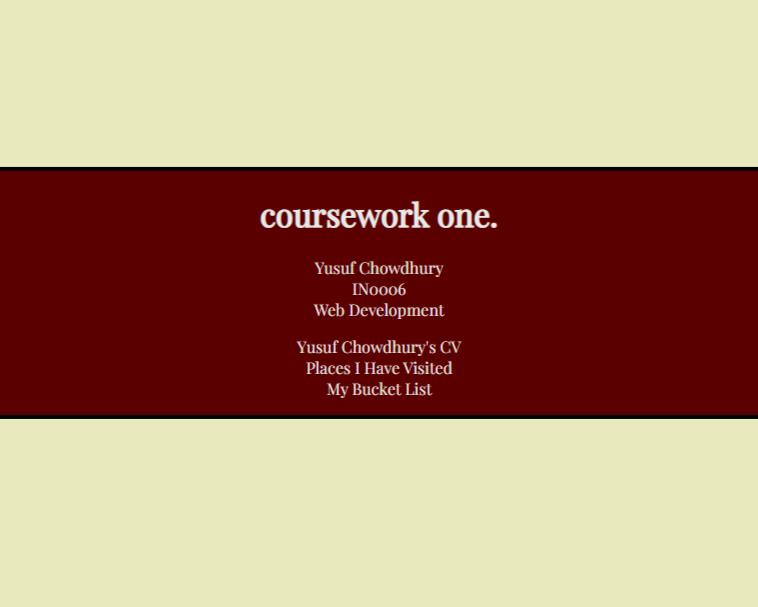 coursework one.
Yusuf Chowdhury
IN0006
Web Development
Yusuf Chowdhury's CV
Places I Have Visited
My Bucket List